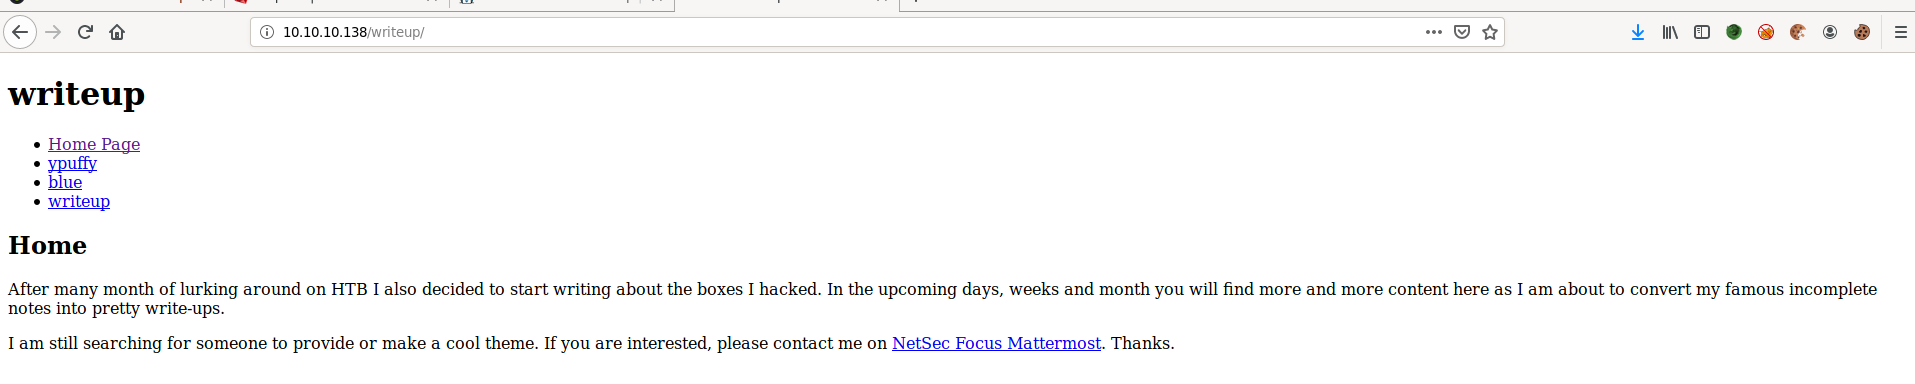 10.10.10.138/writeup/
writeup
Home Page
ypuffy
blue
writeup
Home
After many month of lurking around on HTB I also decided to start writing about the boxes I hacked. In the upcoming days, weeks and month you will find more and more content here as I am about to convert my famous incomplete
notes into pretty write-ups.
I am still searching for someone to provide or make a cool theme. If you are interested, please contact me on NetSec Focus Mattermost. Thanks.